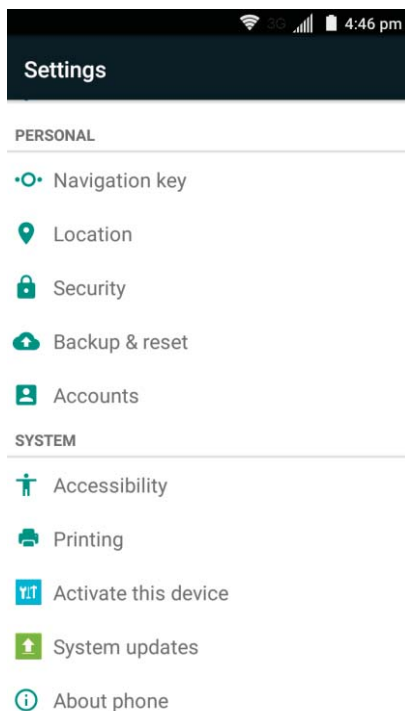 3G 4:46 pm
Settings
PERSONAL
Navigation key
Location
Security
Backup & reset
Accounts
SYSTEM
Accessibility
Printing
Activate this device
System updates
About phone